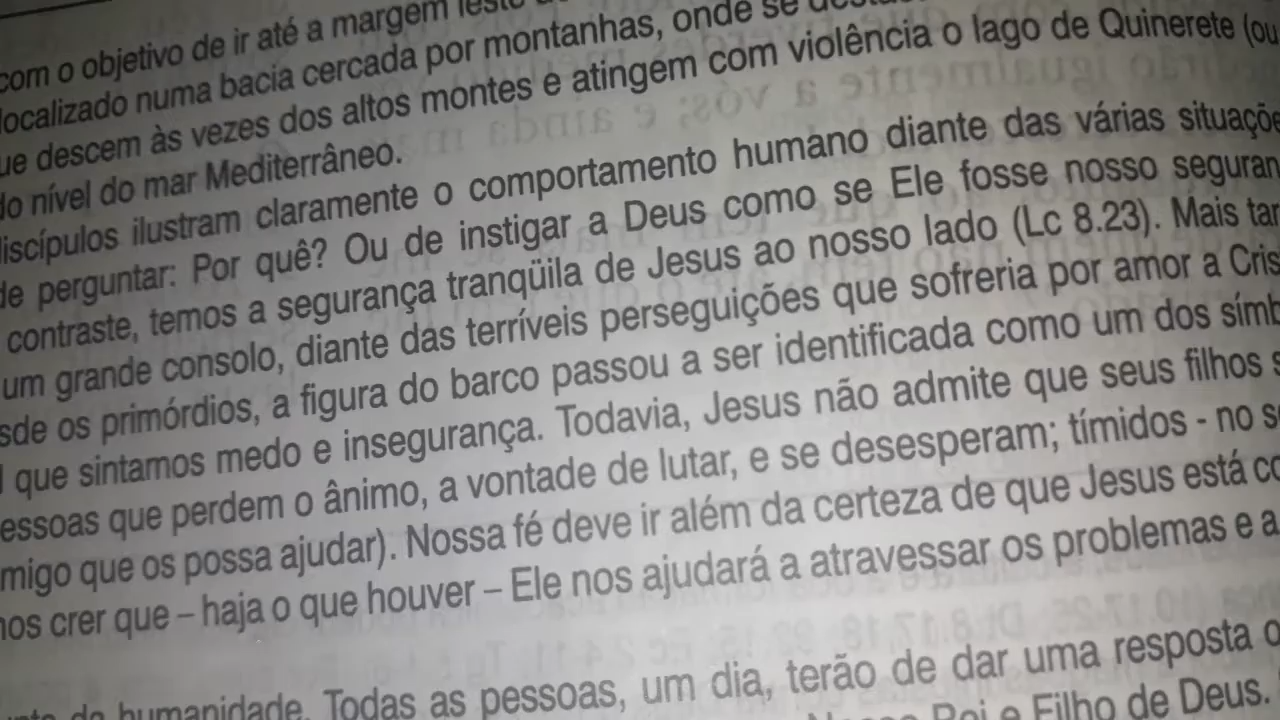 com o objetivo de ir até a margem
localizado numa bacia cercada por montanhas, onde se
ue descem às vezes dos altos montes e atingem com violência o lago de Quinerete (ou
do nível do mar Mediterrâneo.
discípulos ilustram claramente o comportamento humano diante das várias situaçõe
de perguntar: Por quê? Ou de instigar a Deus como se Ele fosse nosso seguran
contraste, temos a segurança tranqüila de Jesus ao nosso lado (Lc 8.23). Mais tar
um grande consolo, diante das terríveis perseguições que sofreria por amor a Cris
sde os primórdios, a figura do barco passou a ser identificada como um dos símb
l que sintamos medo e insegurança. Todavia, Jesus não admite que seus filhos s
essoas que perdem o ânimo, a vontade de lutar, e se desesperam; tímidos - no s
migo que os possa ajudar). Nossa fé deve ir além da certeza de que Jesus está co
nos crer que – haja o que houver – Ele nos ajudará a atravessar os problemas e a
humanidade. Todas as pessoas, um dia, terão de dar uma resposta
e Filho de Deus.